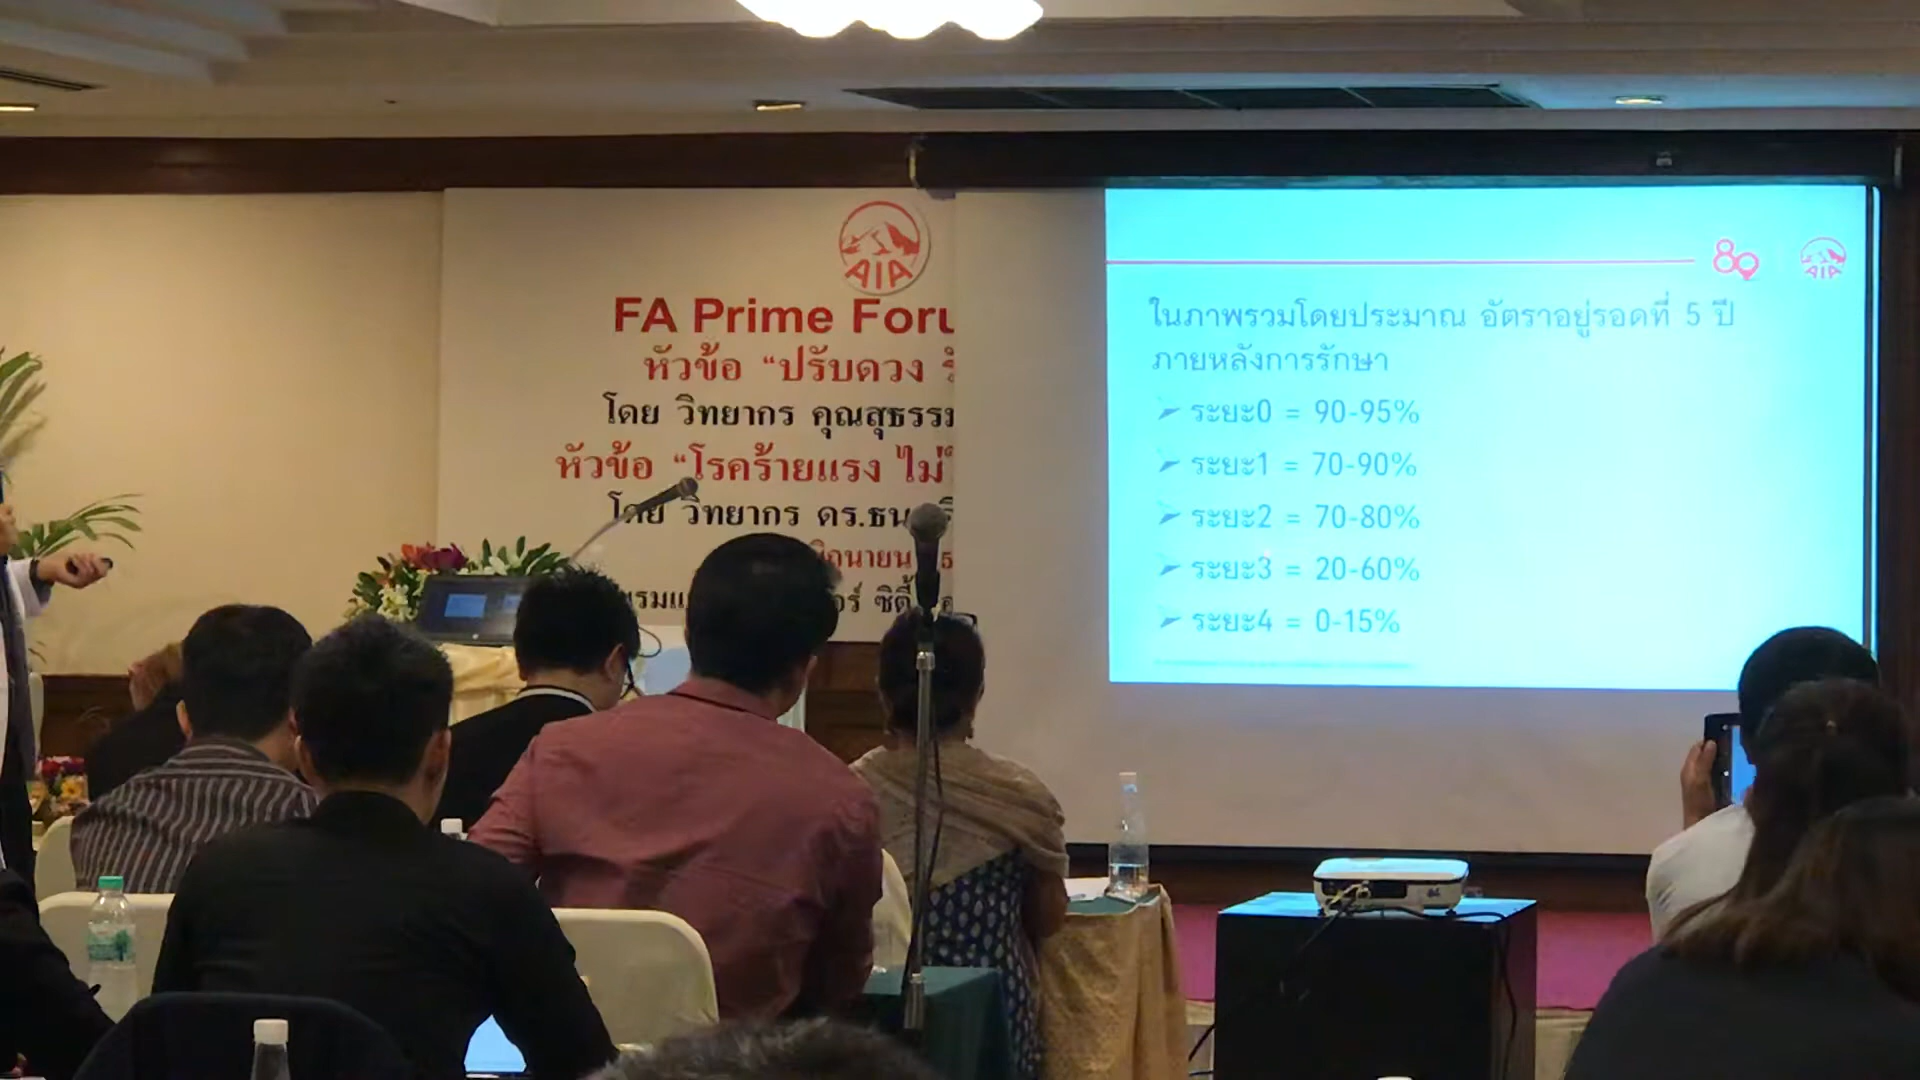 AIA
FA Prime
หัวข้อ “ปรับดวง
โดย วิทยากร คุณสุธรรม
หัวข้อ “โรคร้ายแรง ไม่
โดย วิทยากร ดร.ธน
ซิตี้
80
AIA
ในภาพรวมโดยประมาณ อัตราอยู่รอดที่ 5 ปี
ภายหลังการรักษา
➢ ระยะ0 = 90-95%
➢ ระยะ1 = 70-90%
➢ ระยะ2 = 70-80%
➢ ระยะ3 = 20-60%
➢ ระยะ4 = 0-15%